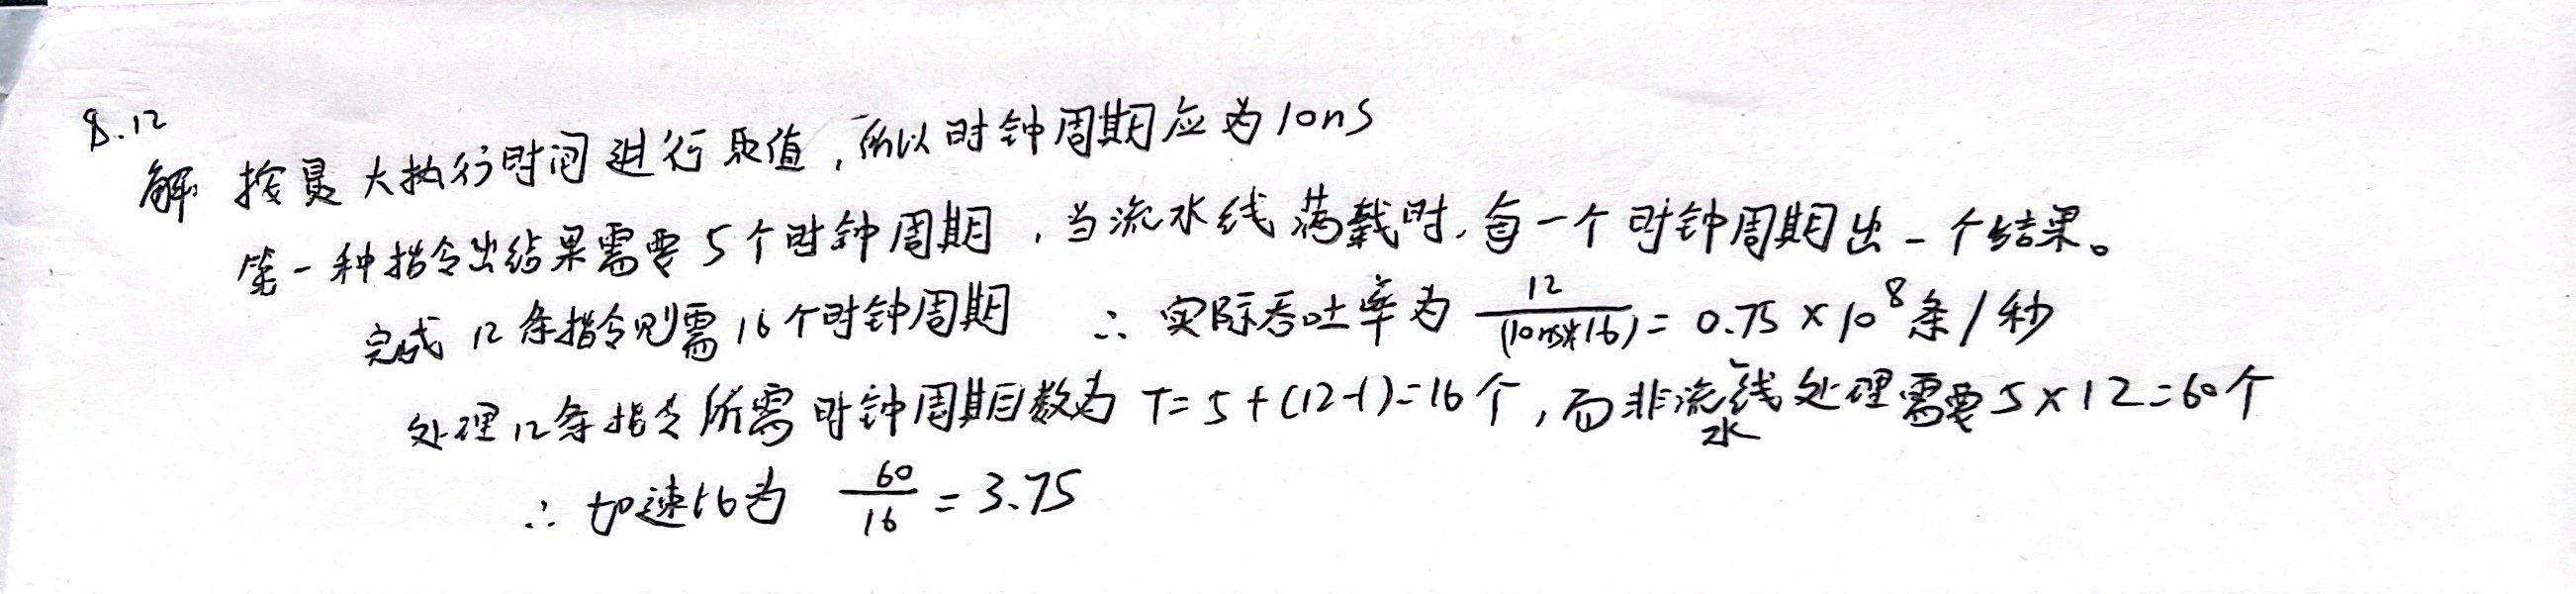 8.12
解 按最大执行时间进行取值,所以时钟周期应为10ns
第一种指令出结果需要5个时钟周期,当流水线满载时,每一个时钟周期出一个结果。
完成12条指令则需16个时钟周期 ∴ 实际吞吐率为 12/(10ns*16) = 0.75 × 10^8 条/秒
处理12条指令所需时钟周期数为 T=5+(12-1)=16个,而非流水线处理需要5×12=60个
∴ 加速比为 60/16 = 3.75